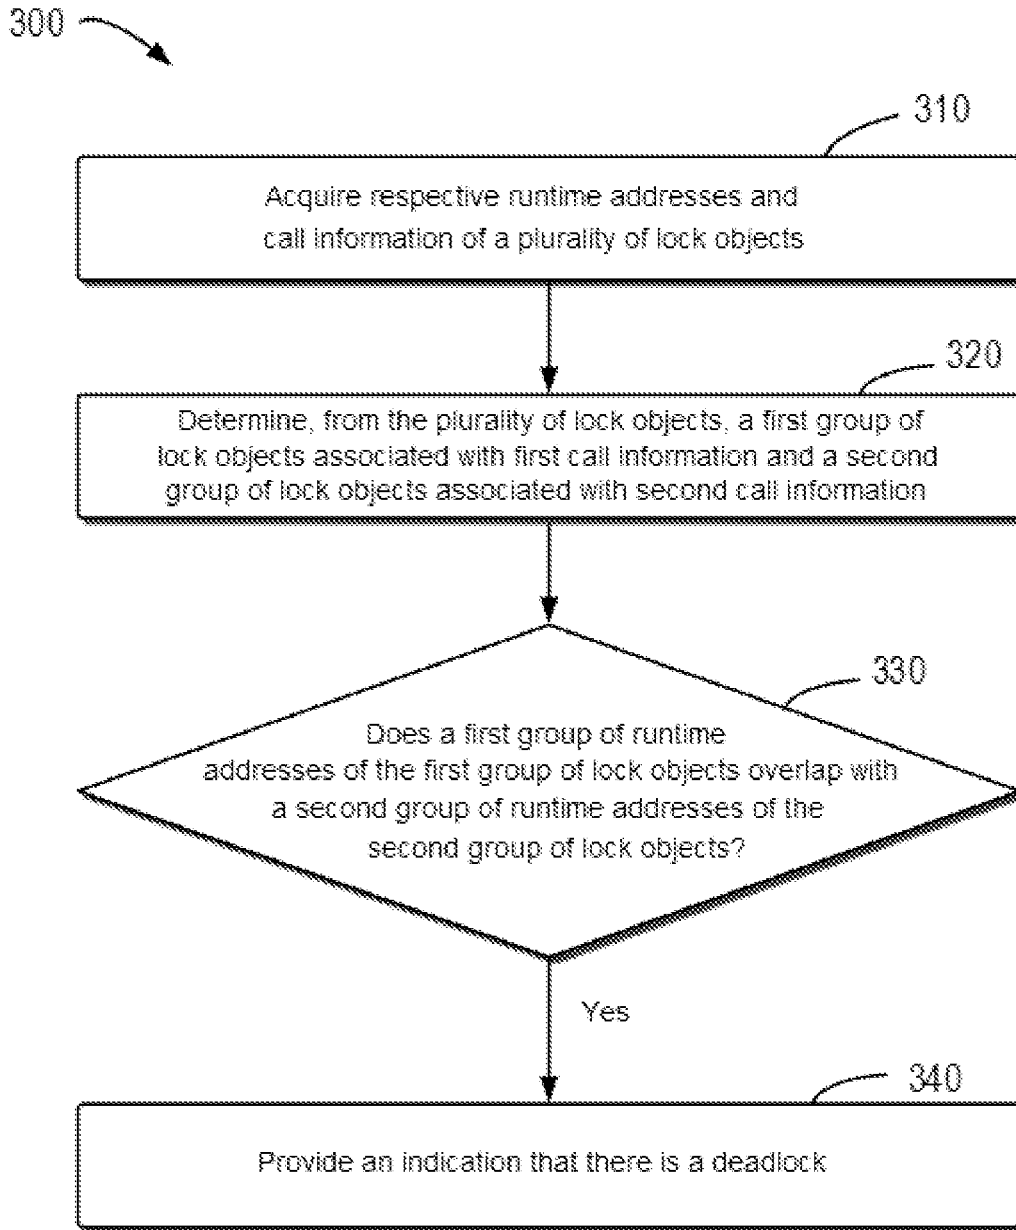 300
310
Acquire respective runtime addresses and
call information of a plurality of lock objects
320
Determine, from the plurality of lock objects, a first group of
lock objects associated with first call information and a second
group of lock objects associated with second call information
330
Does a first group of runtime
addresses of the first group of lock objects overlap with
a second group of runtime addresses of the
second group of lock objects?
Yes
340
Provide an indication that there is a deadlock